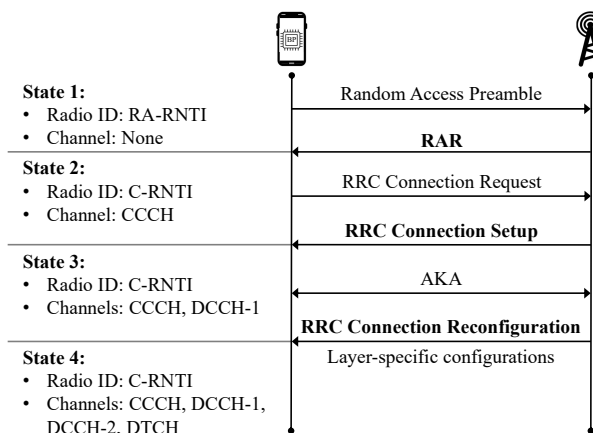 BP
State 1:
• Radio ID: RA-RNTI
• Channel: None
Random Access Preamble
RAR
State 2:
• Radio ID: C-RNTI
• Channel: CCCH
RRC Connection Request
RRC Connection Setup
State 3:
• Radio ID: C-RNTI
• Channels: CCCH, DCCH-1
AKA
RRC Connection Reconfiguration
Layer-specific configurations
State 4:
• Radio ID: C-RNTI
• Channels: CCCH, DCCH-1,
DCCH-2, DTCH